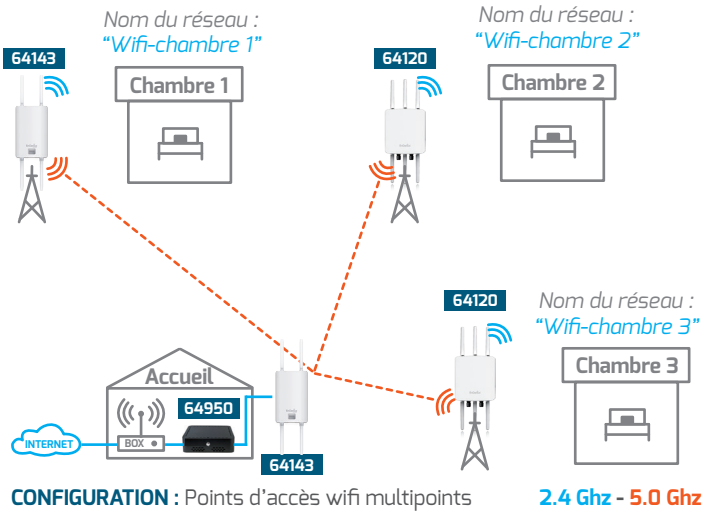 Nom du réseau :
“Wifi-chambre 1”
64143
Chambre 1
Nom du réseau :
“Wifi-chambre 2”
64120
Chambre 2
64120
Nom du réseau :
“Wifi-chambre 3”
Chambre 3
Accueil
64950
INTERNET
BOX
64143
CONFIGURATION : Points d’accès wifi multipoints
2.4 Ghz - 5.0 Ghz